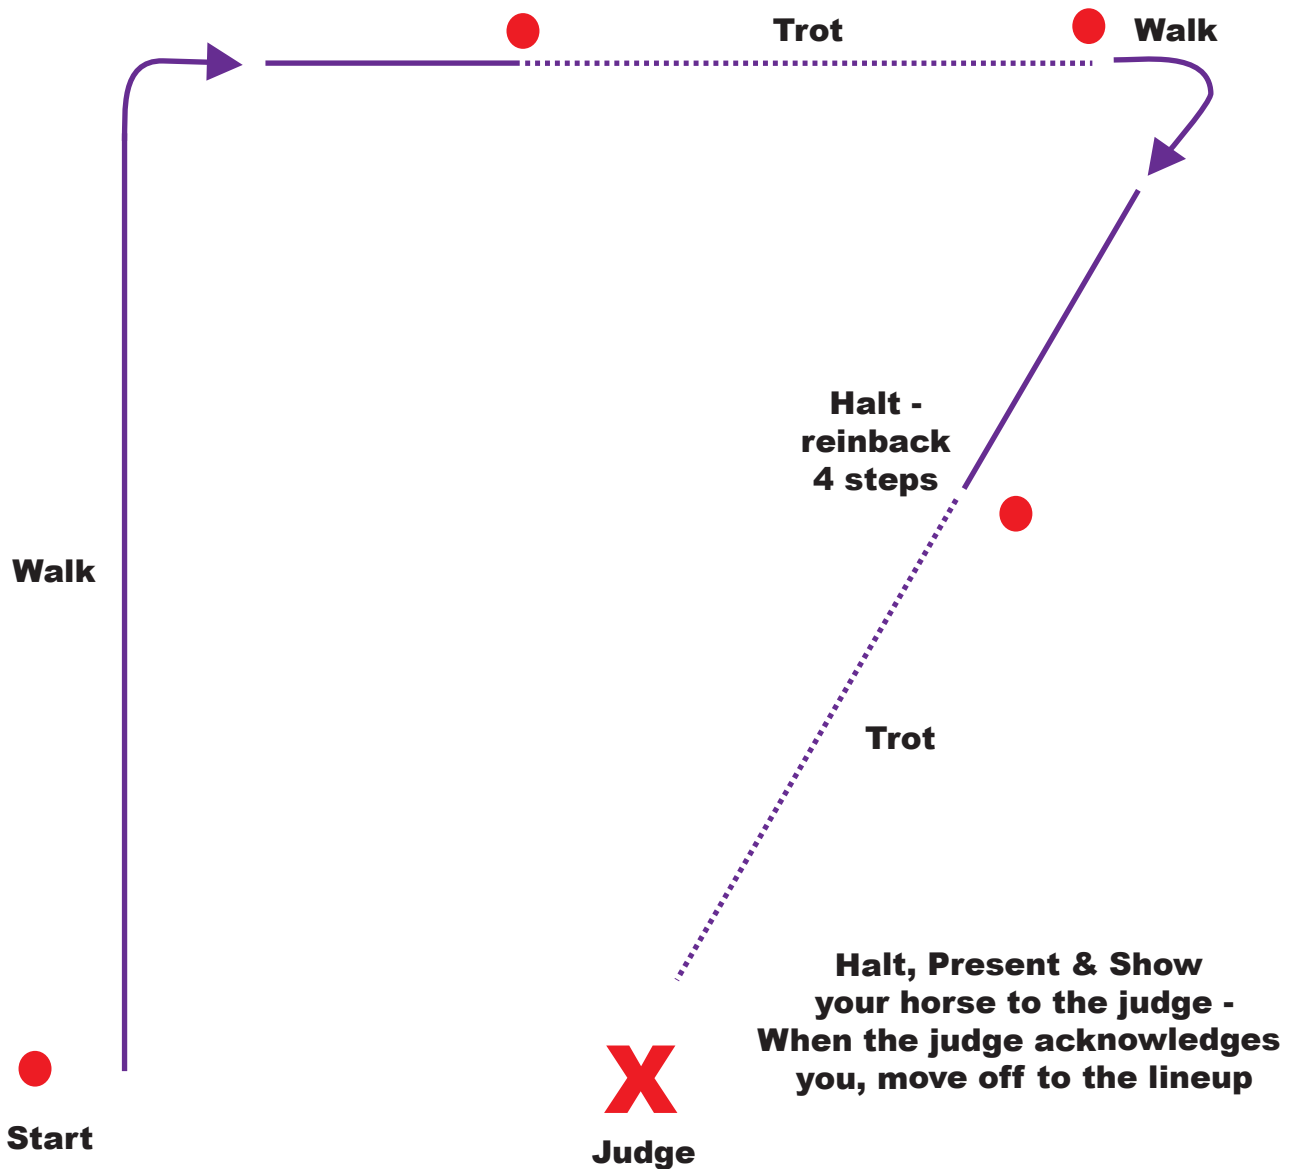 Trot
Walk
Halt -
reinback
4 steps
Walk
Trot
Halt, Present & Show
your horse to the judge -
When the judge acknowledges
you, move off to the lineup
X
Start
Judge